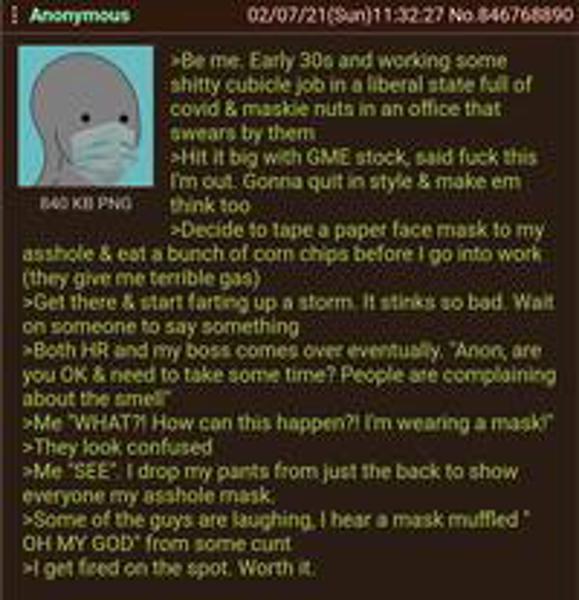 Anonymous 02/07/21(Sun)11:32:27 No.846768890
>Be me. Early 30s and working some
shitty cubicle job in a liberal state full of
covid & maskie nuts in an office that
swears by them
>Hit it big with GME stock, said fuck this
I'm out. Gonna quit in style & make em
think too
840 KB PNG
>Decide to tape a paper face mask to my
asshole & eat a bunch of corn chips before I go into work
(they give me terrible gas)
>Get there & start farting up a storm. It stinks so bad. Wait
on someone to say something
>Both HR and my boss comes over eventually. "Anon, are
you OK & need to take some time? People are complaining
about the smell"
>Me "WHAT?! How can this happen?! I'm wearing a mask!"
>They look confused
>Me "SEE". I drop my pants from just the back to show
everyone my asshole mask.
>Some of the guys are laughing, I hear a mask muffled "
OH MY GOD" from some cunt
>I get fired on the spot. Worth it.